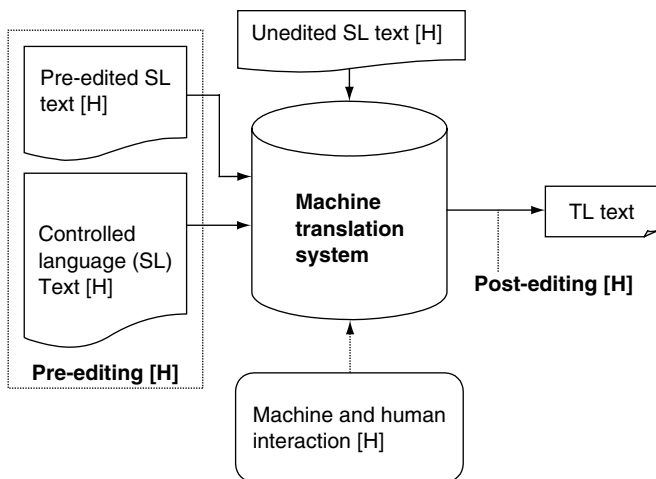 Unedited SL text [H]
Pre-edited SL
text [H]
Controlled
language (SL)
Text [H]
Pre-editing [H]
Machine
translation
system
TL text
Post-editing [H]
Machine and human
interaction [H]